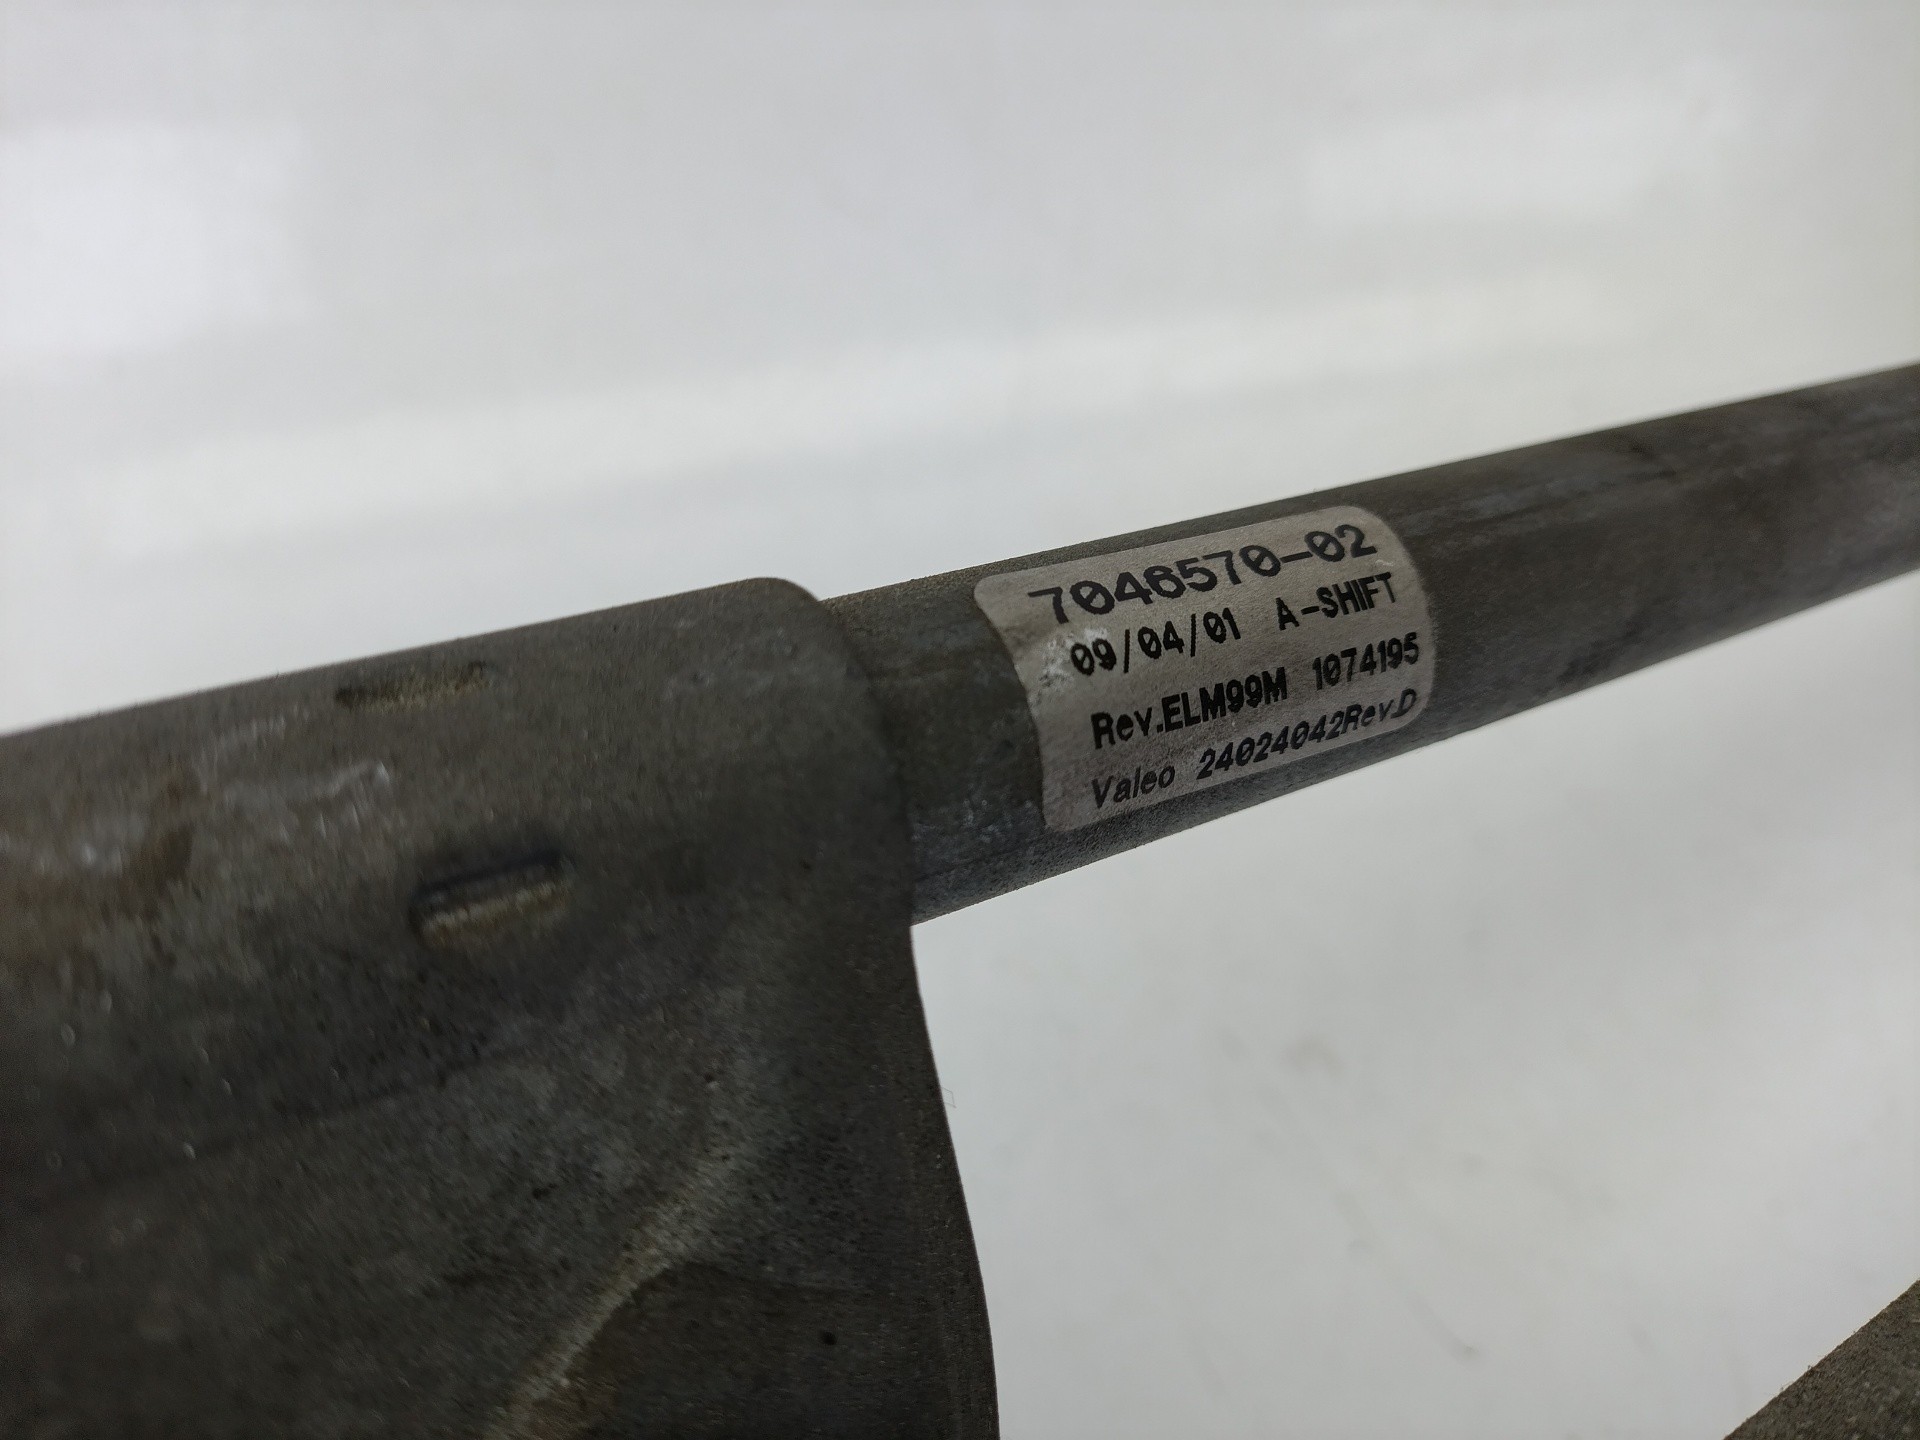 7046570-02
09/04/01 A-SHIFT
Rev.ELM99M 1074195
Valeo 24024042Rev.D